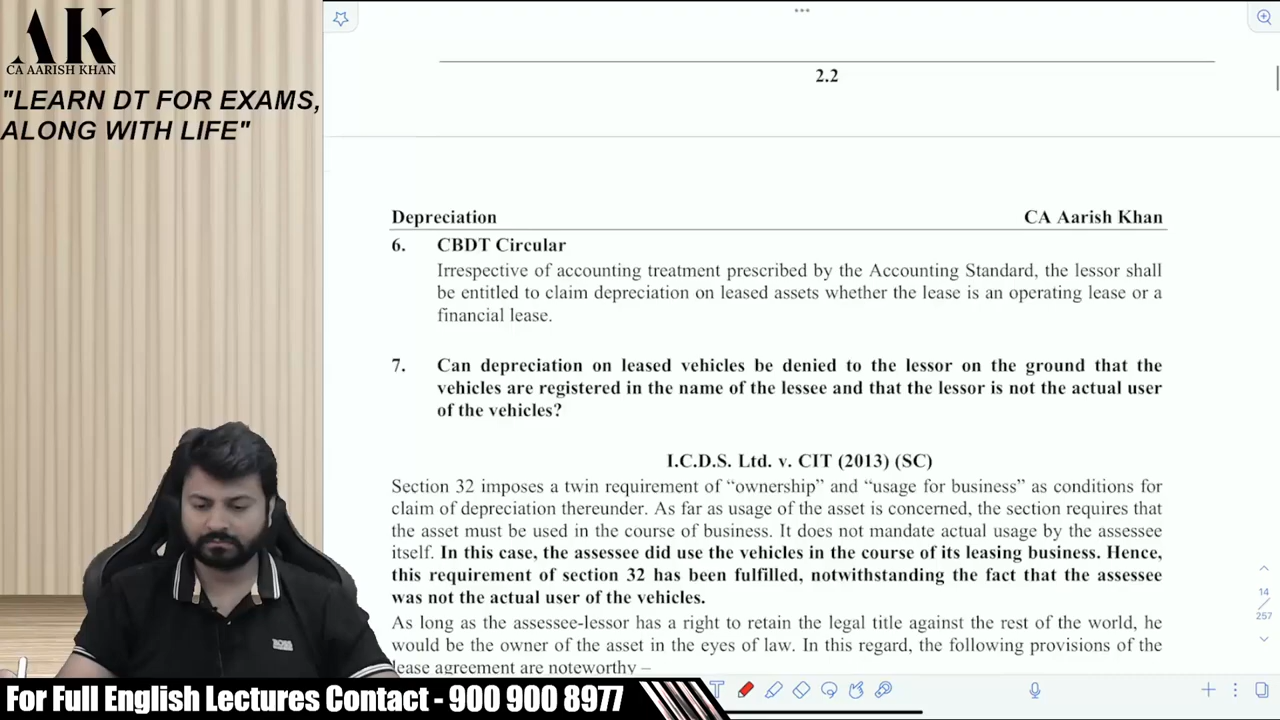 AK
CA AARISH KHAN
"LEARN DT FOR EXAMS,
ALONG WITH LIFE"
2.2
Depreciation CA Aarish Khan
6. CBDT Circular
Irrespective of accounting treatment prescribed by the Accounting Standard, the lessor shall
be entitled to claim depreciation on leased assets whether the lease is an operating lease or a
financial lease.
7. Can depreciation on leased vehicles be denied to the lessor on the ground that the
vehicles are registered in the name of the lessee and that the lessor is not the actual user
of the vehicles?
I.C.D.S. Ltd. v. CIT (2013) (SC)
Section 32 imposes a twin requirement of “ownership” and “usage for business” as conditions for
claim of depreciation thereunder. As far as usage of the asset is concerned, the section requires that
the asset must be used in the course of business. It does not mandate actual usage by the assessee
itself. In this case, the assessee did use the vehicles in the course of its leasing business. Hence,
this requirement of section 32 has been fulfilled, notwithstanding the fact that the assessee
was not the actual user of the vehicles.
As long as the assessee-lessor has a right to retain the legal title against the rest of the world, he
would be the owner of the asset in the eyes of law. In this regard, the following provisions of the
lease agreement are noteworthy –
14
257
For Full English Lectures Contact - 900 900 8977